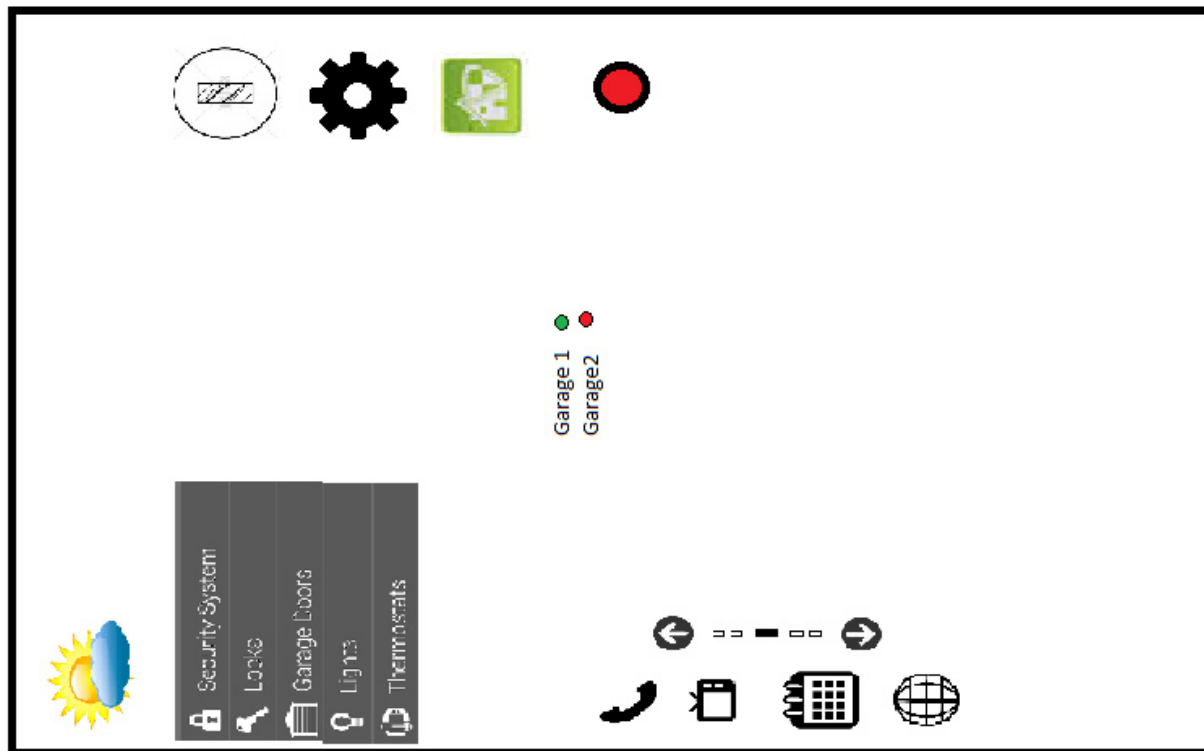 Security System
Locks
Garage Doors
Lights
Thermostats
Garage 1
Garage2